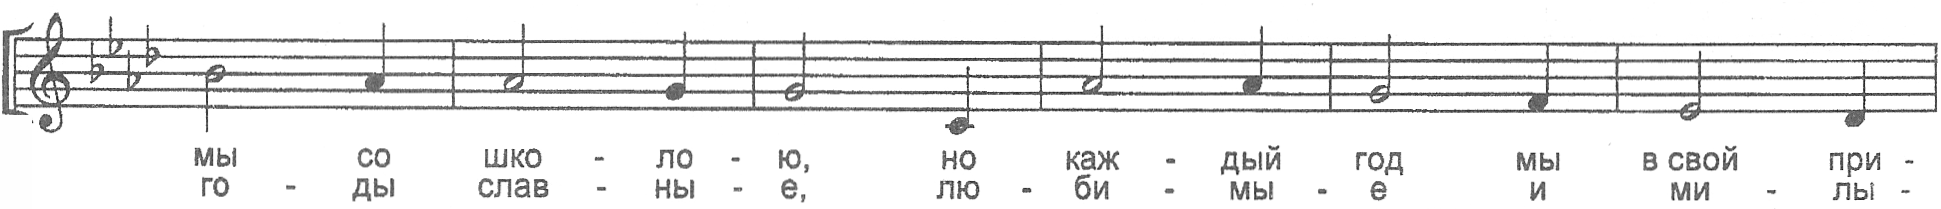 мы со шко - ло - ю, но каж - дый год мы в свой при -
го - ды слав - ны - е, лю - би - мы - е и ми - лы -